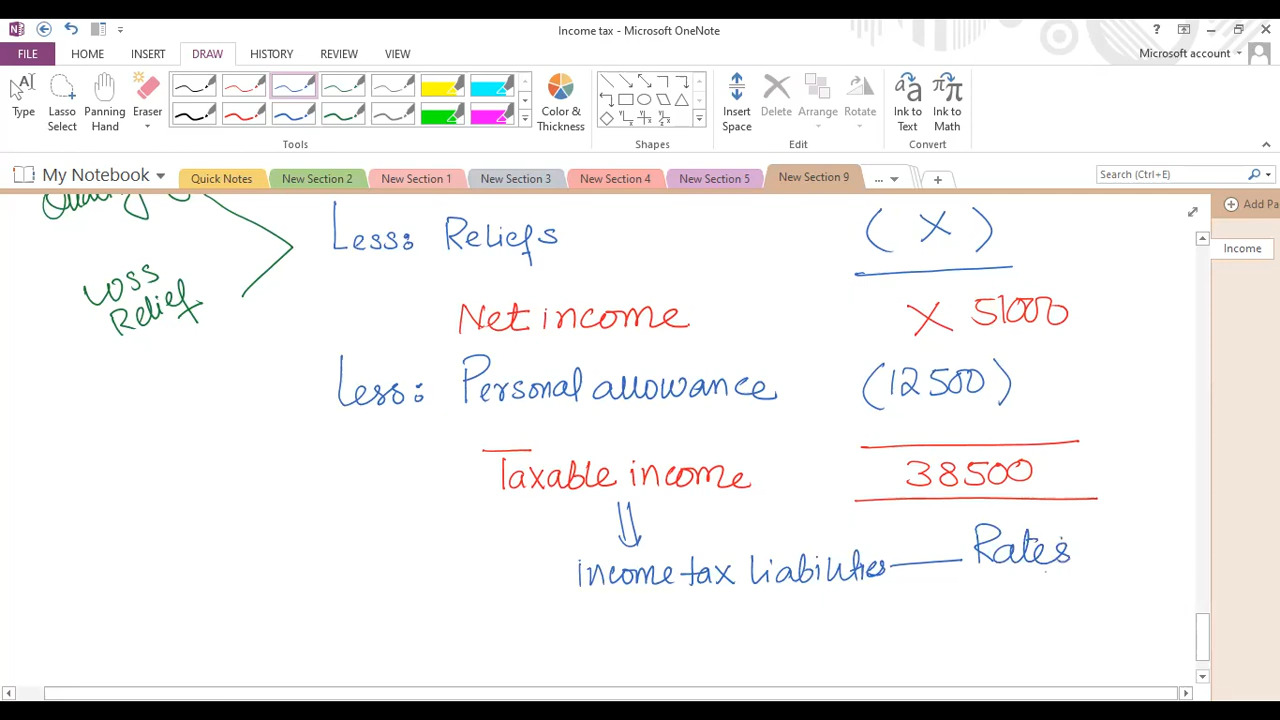 Income tax - Microsoft OneNote
FILE HOME INSERT DRAW HISTORY REVIEW VIEW
Microsoft account
Type Lasso Select Panning Hand Eraser
Color & Thickness
Insert Space Delete Arrange Rotate Ink to Text Ink to Math
Tools Shapes Edit Convert
My Notebook Quick Notes New Section 2 New Section 1 New Section 3 New Section 4 New Section 5 New Section 9 ... Search (Ctrl+E)
Add Pa
Income
Less: Reliefs ( X )
Loss
Relief
Net income X 51000
Less: Personal allowance (12500)
Taxable income 38500
Income tax Liabilities — Rates